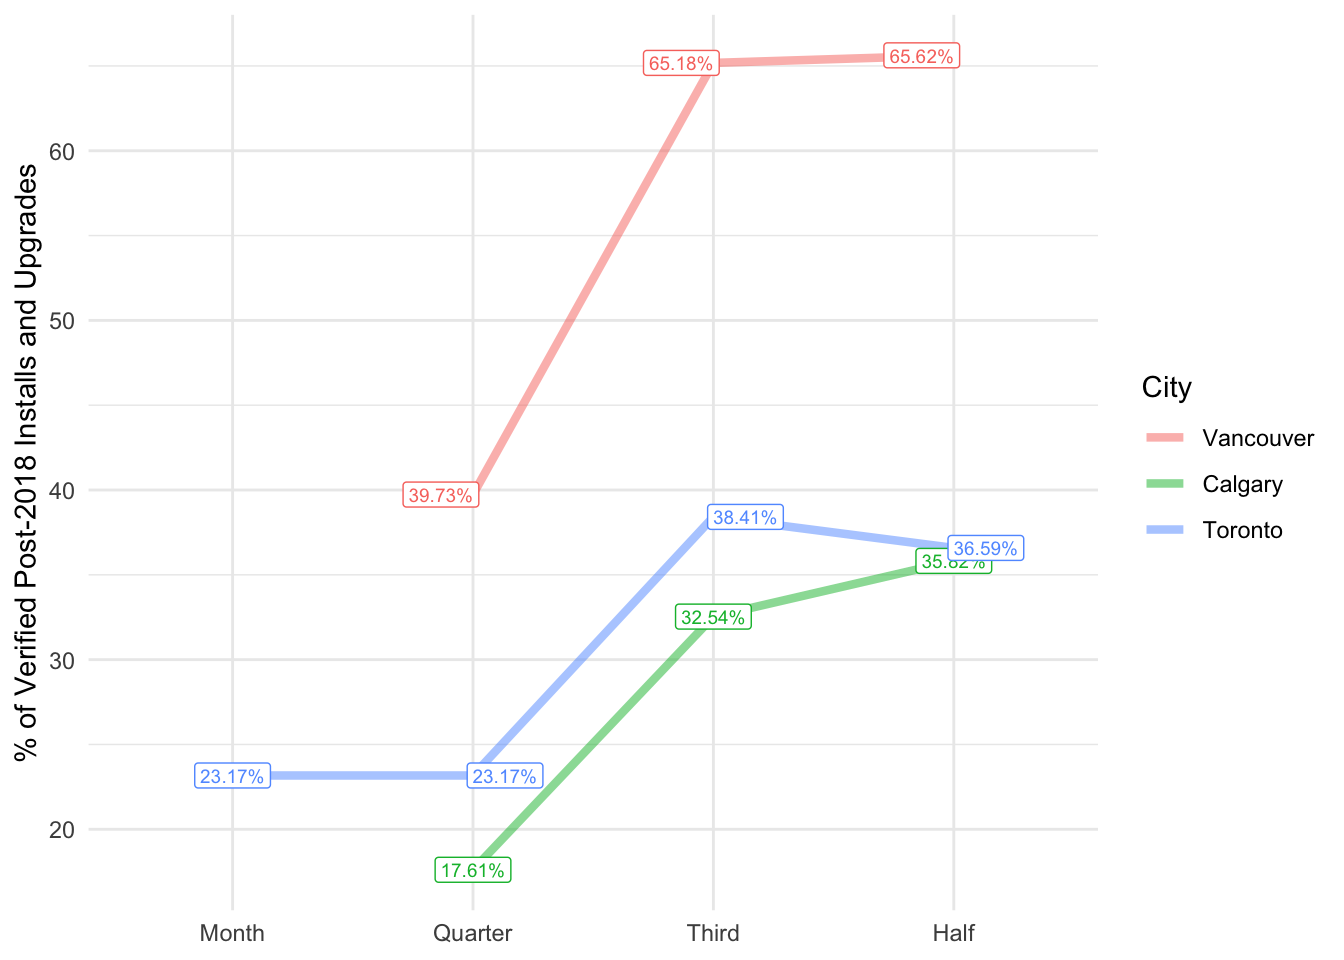 % of Verified Post-2018 Installs and Upgrades
60
50
40
30
20
65.18%
65.62%
39.73%
38.41%
36.59%
35.82%
32.54%
23.17%
23.17%
17.61%
Month
Quarter
Third
Half
City
Vancouver
Calgary
Toronto